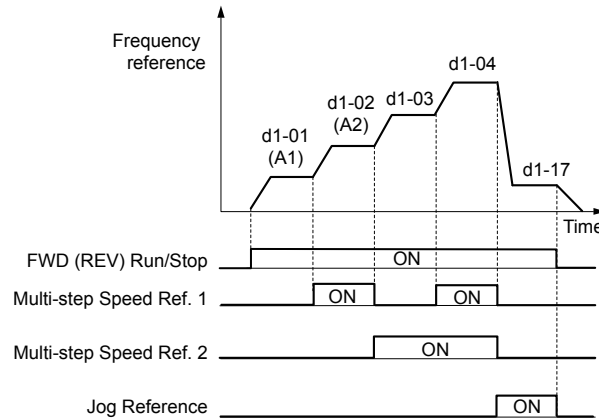 Frequency
reference
d1-01
(A1)
d1-02
(A2)
d1-03
d1-04
d1-17
Time
FWD (REV) Run/Stop
ON
Multi-step Speed Ref. 1
ON
ON
Multi-step Speed Ref. 2
ON
Jog Reference
ON